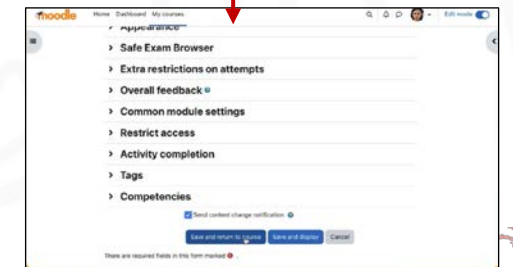 moodle Home Dashboard My courses Edit mode
Appearance
Safe Exam Browser
Extra restrictions on attempts
Overall feedback
Common module settings
Restrict access
Activity completion
Tags
Competencies
Send content change notification
Save and return to course Save and display Cancel
There are required fields in this form marked